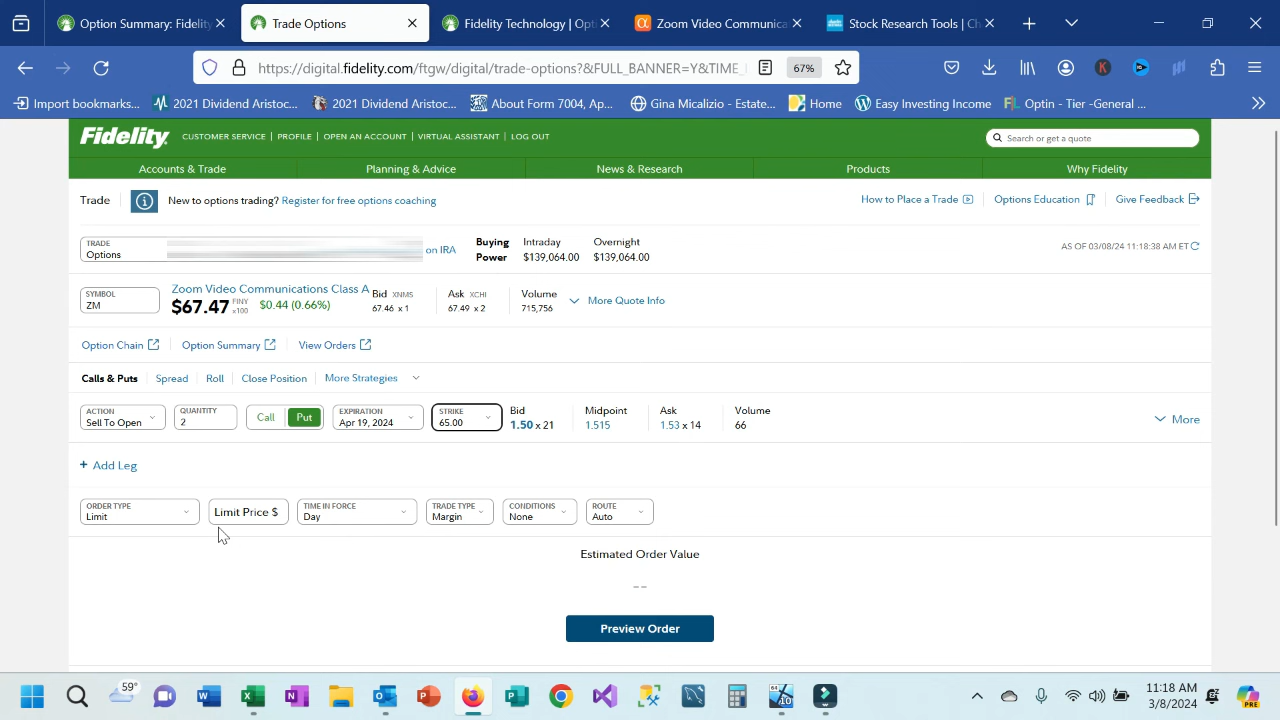 Option Summary: Fidelity
Trade Options
Fidelity Technology | Opt
Zoom Video Communica
Stock Research Tools | Ch
https://digital.fidelity.com/ftgw/digital/trade-options?&FULL_BANNER=Y&TIME_
67%
Import bookmarks...
2021 Dividend Aristoc...
2021 Dividend Aristoc...
About Form 7004, Ap...
Gina Micalizio - Estate...
Home
Easy Investing Income
Optin - Tier -General ...
Fidelity
CUSTOMER SERVICE | PROFILE | OPEN AN ACCOUNT | VIRTUAL ASSISTANT | LOG OUT
Search or get a quote
Accounts & Trade
Planning & Advice
News & Research
Products
Why Fidelity
Trade
New to options trading? Register for free options coaching
How to Place a Trade
Options Education
Give Feedback
TRADE
Options
on IRA
Buying Power
Intraday
$139,064.00
Overnight
$139,064.00
AS OF 03/08/24 11:18:38 AM ET
SYMBOL
ZM
Zoom Video Communications Class A
$67.47
FINY
x100
$0.44 (0.66%)
Bid XNMS
67.46 x 1
Ask XCHI
67.49 x 2
Volume
715,756
More Quote Info
Option Chain
Option Summary
View Orders
Calls & Puts
Spread
Roll
Close Position
More Strategies
ACTION
Sell To Open
QUANTITY
2
Call
Put
EXPIRATION
Apr 19, 2024
STRIKE
65.00
Bid
1.50 x 21
Midpoint
1.515
Ask
1.53 x 14
Volume
66
More
+ Add Leg
ORDER TYPE
Limit
Limit Price $
TIME IN FORCE
Day
TRADE TYPE
Margin
CONDITIONS
None
ROUTE
Auto
Estimated Order Value
--
Preview Order
59°
11:18 AM
3/8/2024